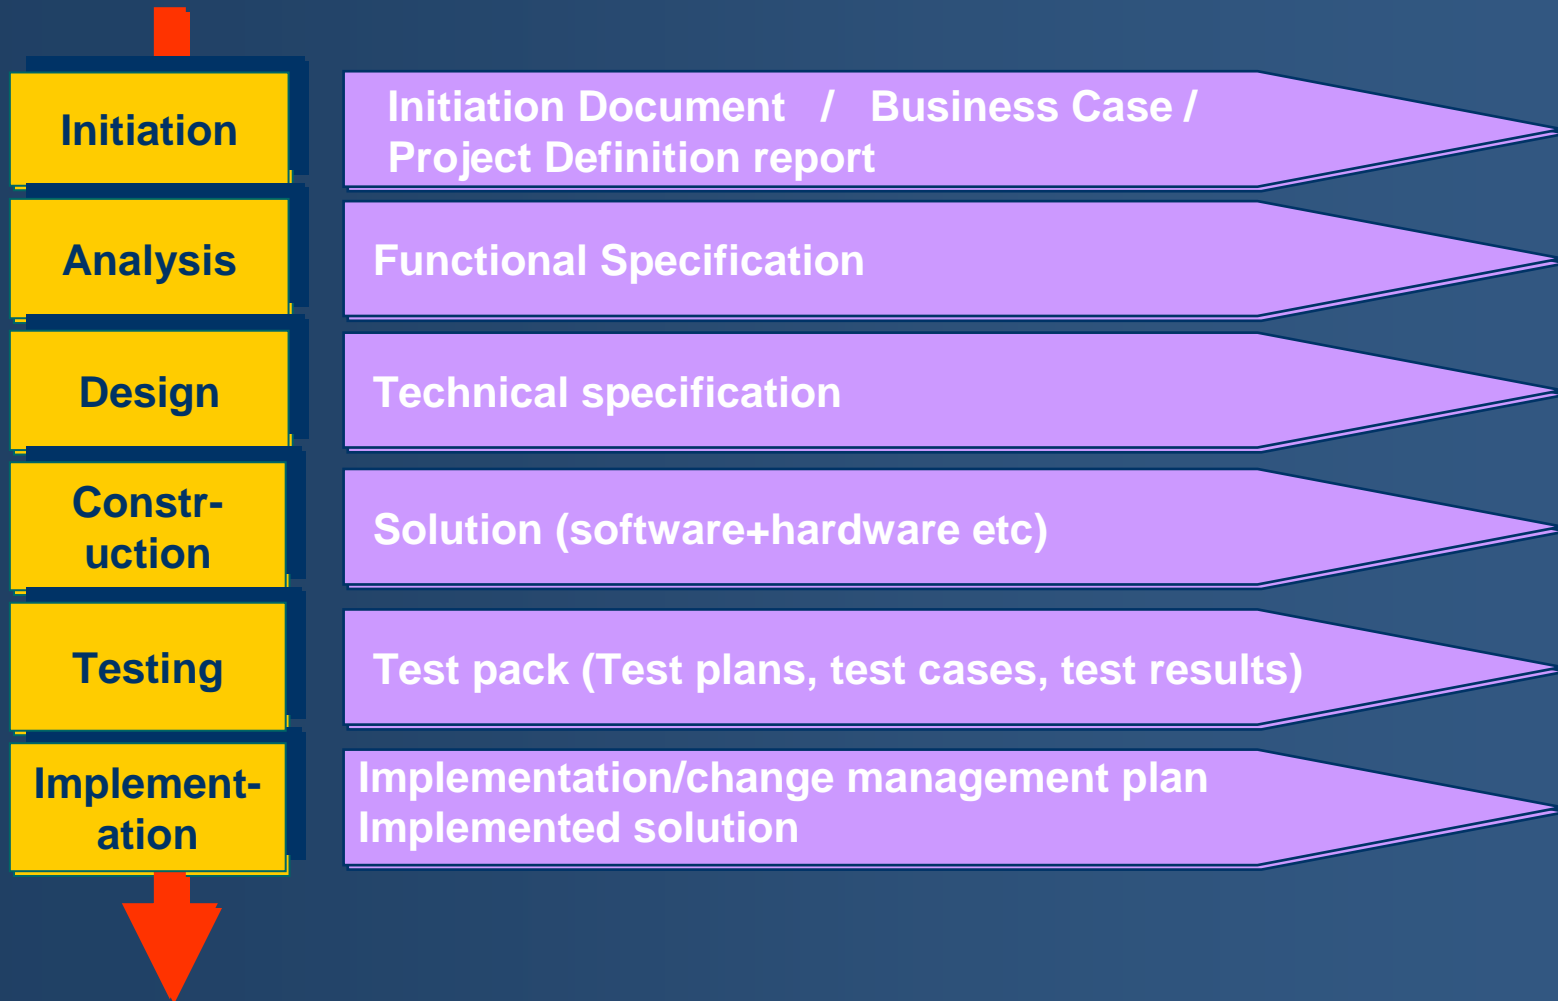 Initiation
Initiation Document / Business Case /
Project Definition report
Analysis
Functional Specification
Design
Technical specification
Constr-
uction
Solution (software+hardware etc)
Testing
Test pack (Test plans, test cases, test results)
Implement-
ation
Implementation/change management plan
Implemented solution